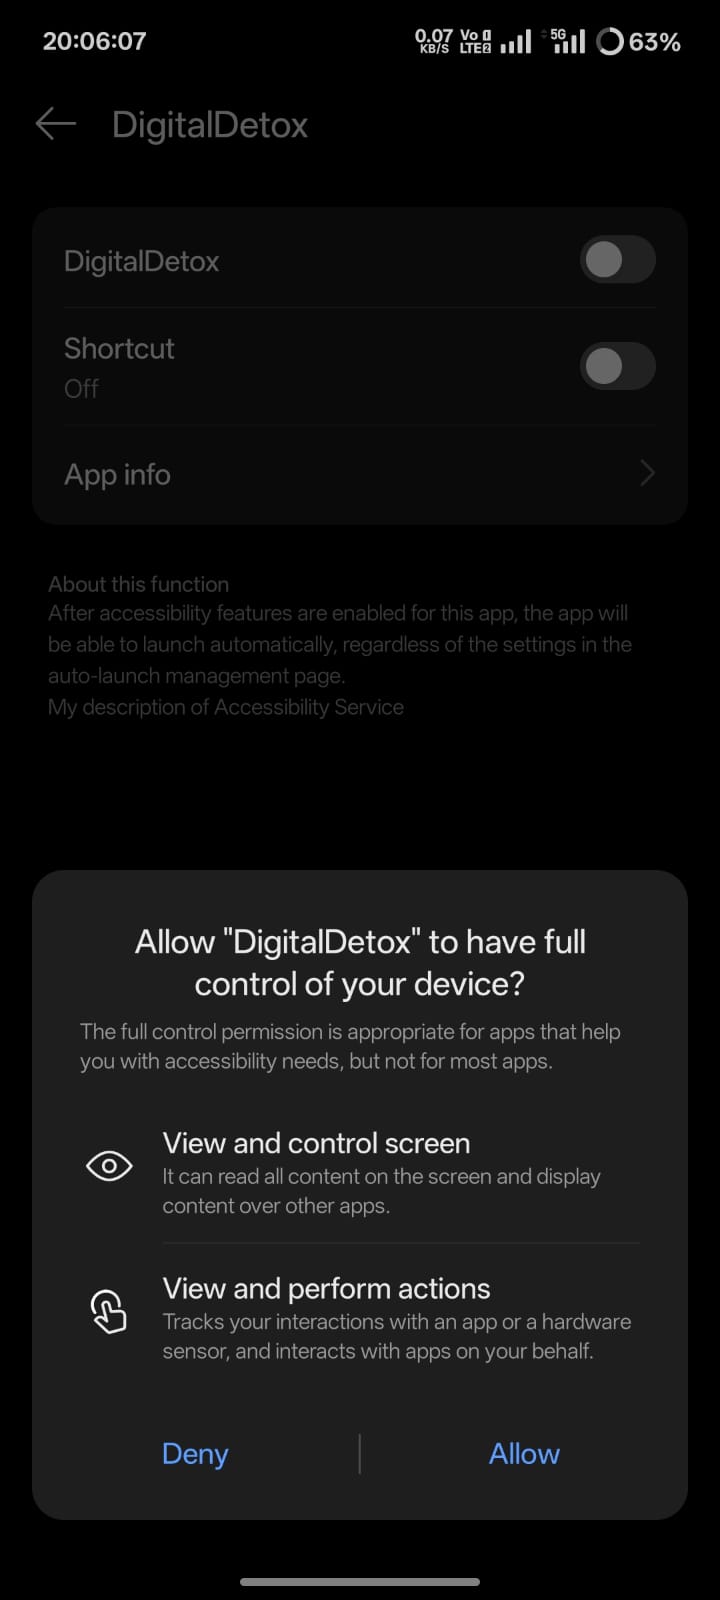 20:06:07
0.07 KB/S Vo 1 LTE 2 5G 63%
DigitalDetox
DigitalDetox
Shortcut
Off
App info
About this function
After accessibility features are enabled for this app, the app will
be able to launch automatically, regardless of the settings in the
auto-launch management page.
My description of Accessibility Service
Allow "DigitalDetox" to have full
control of your device?
The full control permission is appropriate for apps that help
you with accessibility needs, but not for most apps.
View and control screen
It can read all content on the screen and display
content over other apps.
View and perform actions
Tracks your interactions with an app or a hardware
sensor, and interacts with apps on your behalf.
Deny
Allow